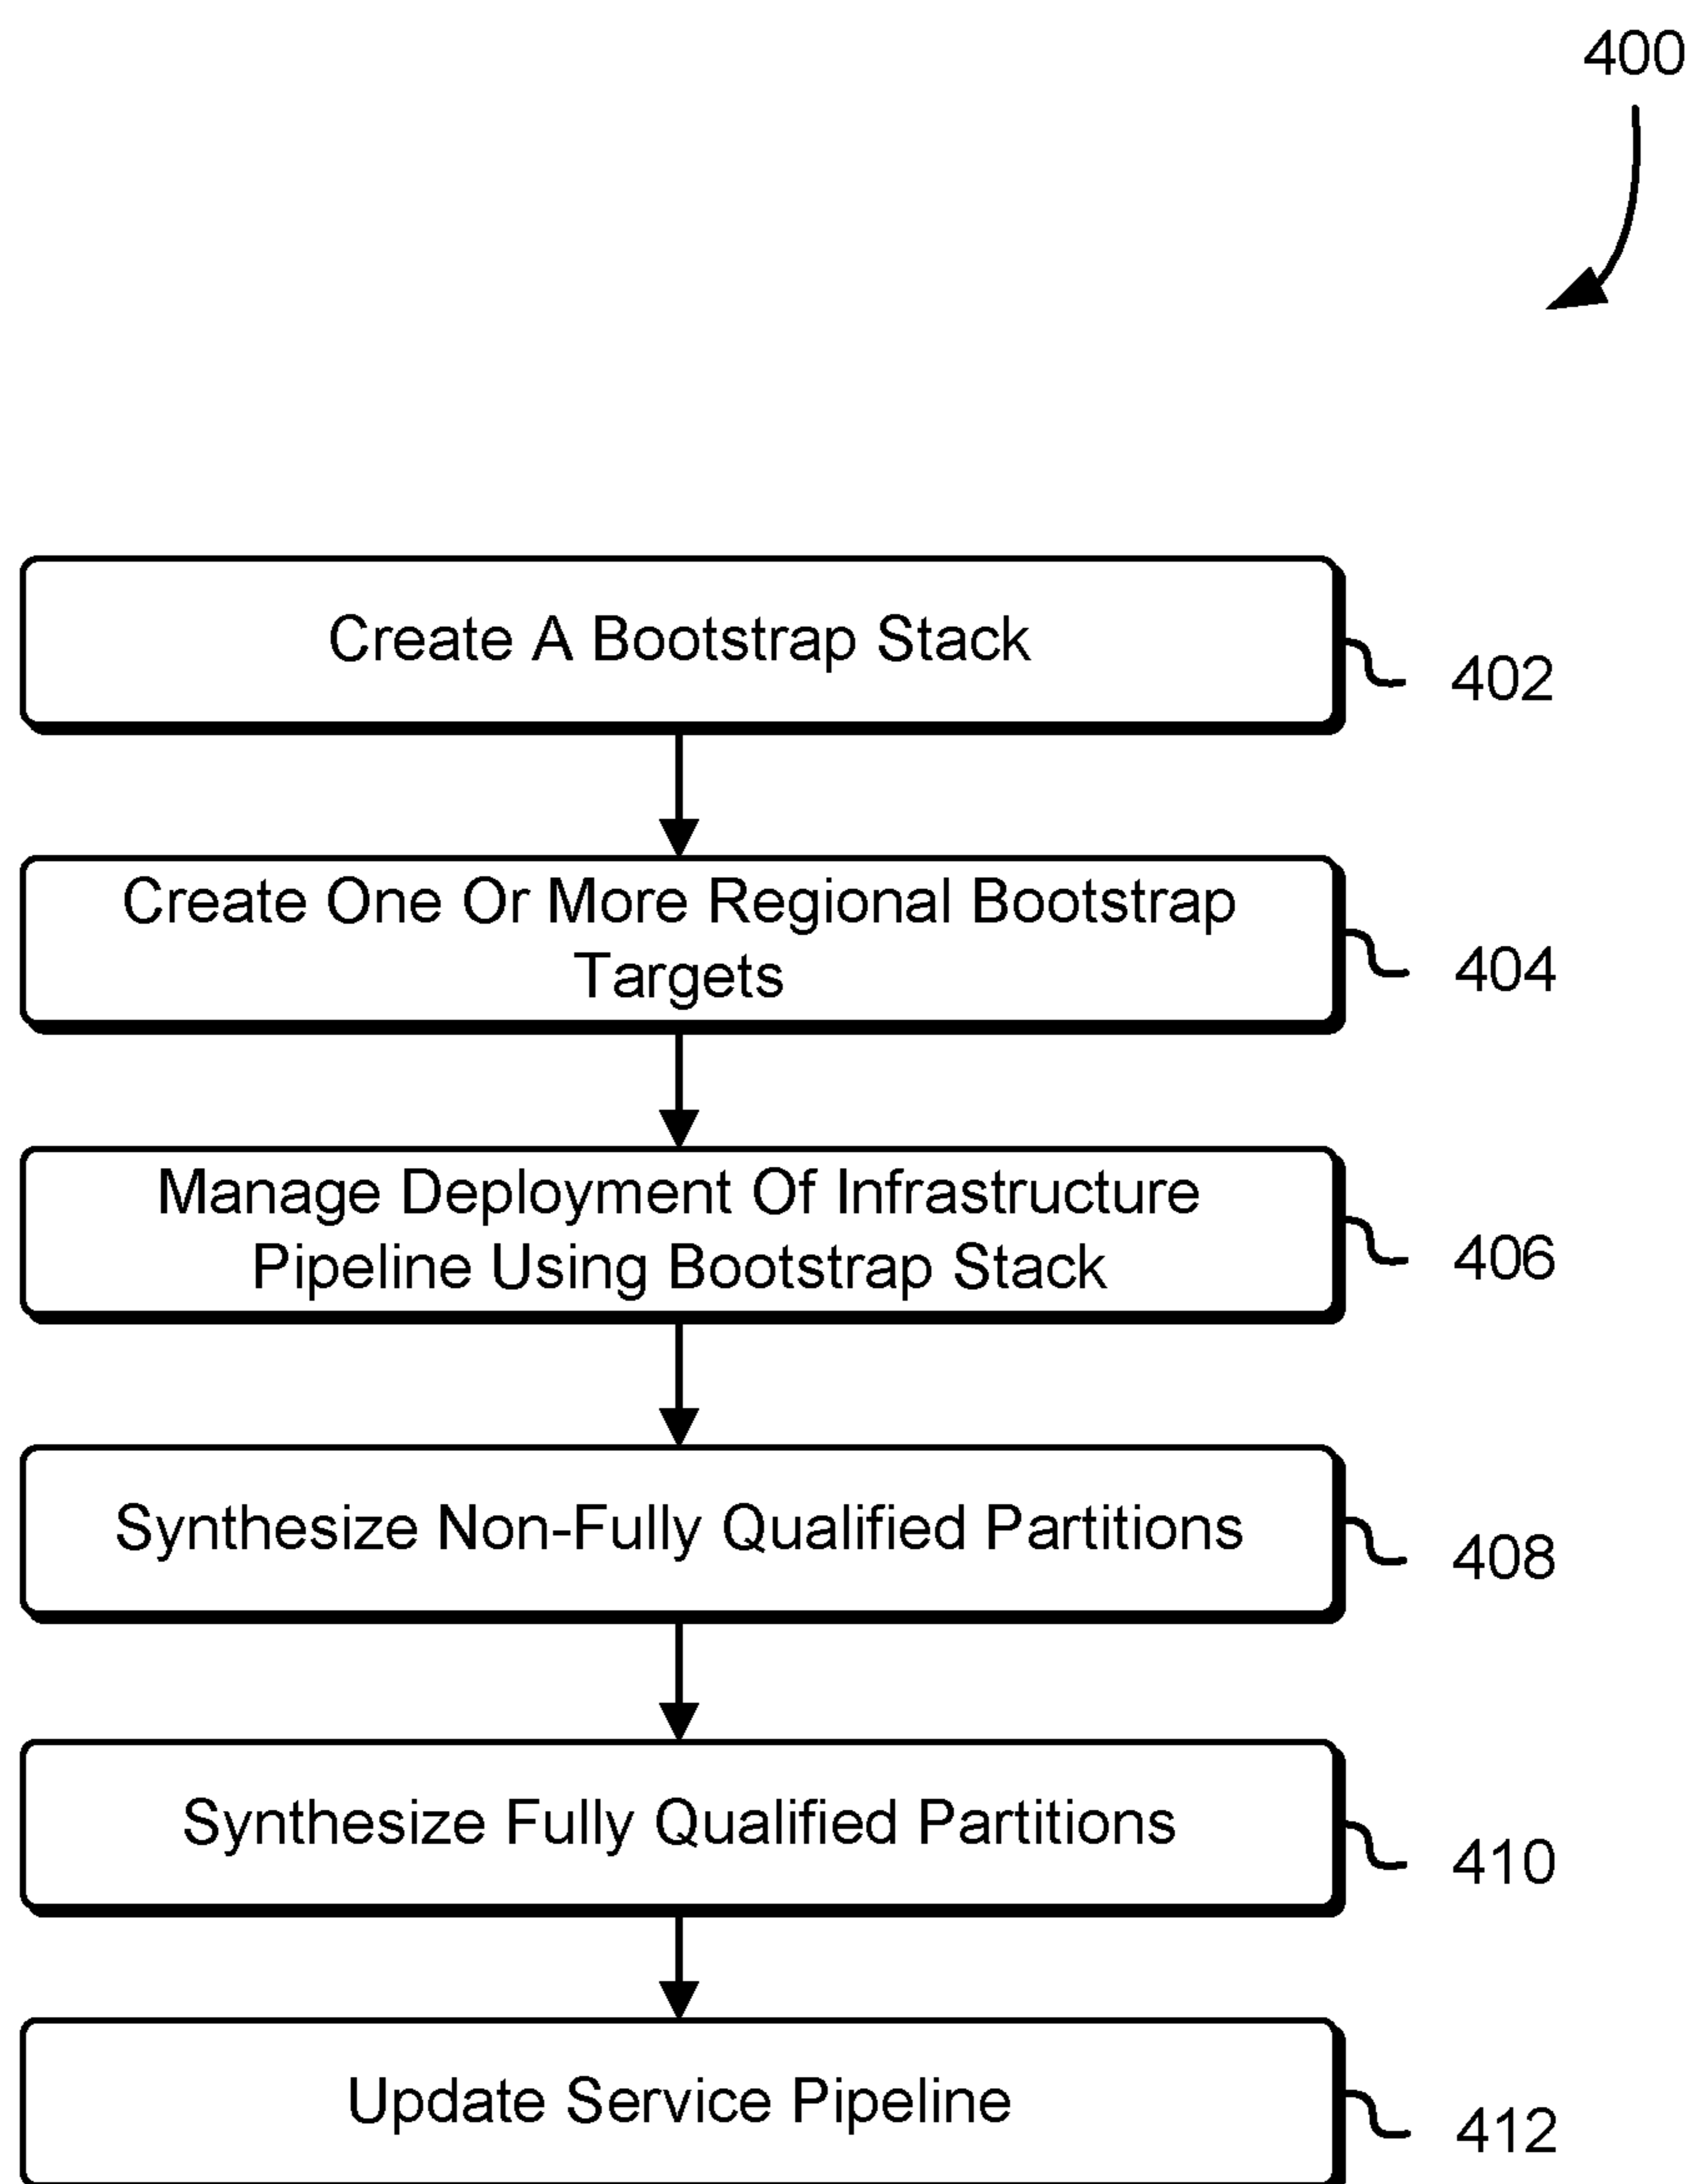 400
Create A Bootstrap Stack
402
Create One Or More Regional Bootstrap
Targets
404
Manage Deployment Of Infrastructure
Pipeline Using Bootstrap Stack
406
Synthesize Non-Fully Qualified Partitions
408
Synthesize Fully Qualified Partitions
410
Update Service Pipeline
412